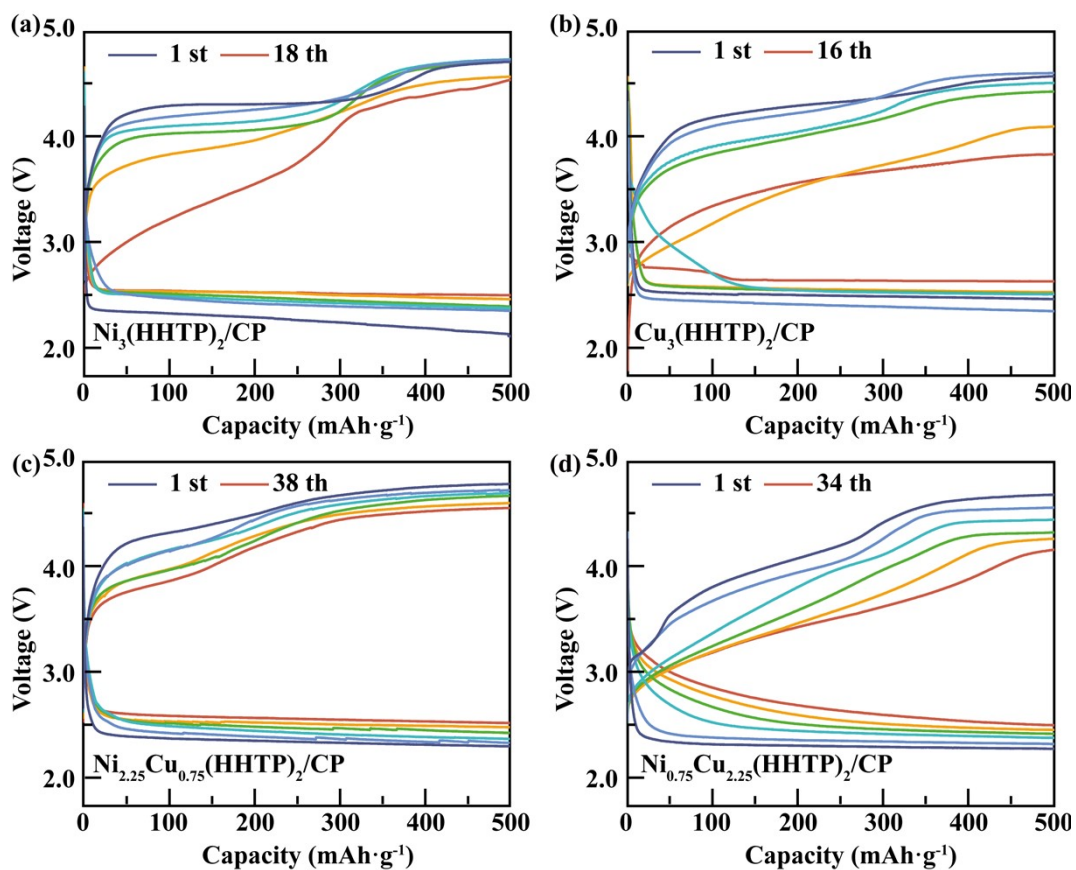 (a)
5.0
4.0
3.0
2.0
Voltage (V)
1 st 18 th
Ni₃(HHTP)₂/CP
0 100 200 300 400 500
Capacity (mAh·g⁻¹)
(b)
5.0
4.0
3.0
2.0
Voltage (V)
1 st 16 th
Cu₃(HHTP)₂/CP
0 100 200 300 400 500
Capacity (mAh·g⁻¹)
(c)
5.0
4.0
3.0
2.0
Voltage (V)
1 st 38 th
Ni₂.₂₅Cu₀.₇₅(HHTP)₂/CP
0 100 200 300 400 500
Capacity (mAh·g⁻¹)
(d)
5.0
4.0
3.0
2.0
Voltage (V)
1 st 34 th
Ni₀.₇₅Cu₂.₂₅(HHTP)₂/CP
0 100 200 300 400 500
Capacity (mAh·g⁻¹)